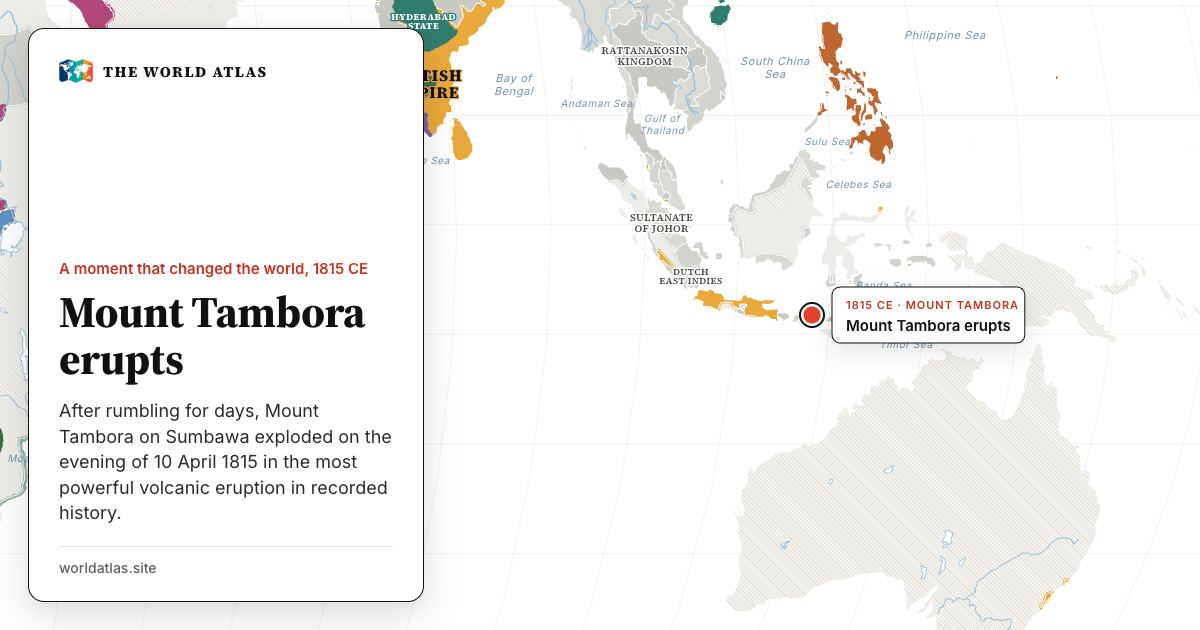 THE WORLD ATLAS
A moment that changed the world, 1815 CE
Mount Tambora
erupts
After rumbling for days, Mount
Tambora on Sumbawa exploded on the
evening of 10 April 1815 in the most
powerful volcanic eruption in recorded
history.
worldatlas.site
HYDERABAD
STATE
TISH
PIRE
Bay of
Bengal
Andaman Sea
RATTANAKOSIN
KINGDOM
Gulf of
Thailand
South China
Sea
Philippine Sea
Sulu Sea
Celebes Sea
SULTANATE
OF JOHOR
DUTCH
EAST INDIES
Banda Sea
1815 CE · MOUNT TAMBORA
Mount Tambora erupts
Timor Sea
Sea